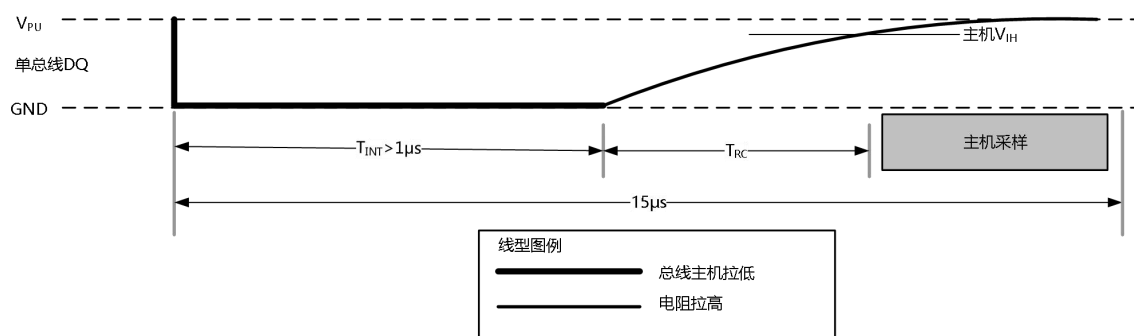 V_PU
主机V_IH
单总线DQ
GND
T_INT>1μs
T_RC
主机采样
15μs
线型图例
总线主机拉低
电阻拉高